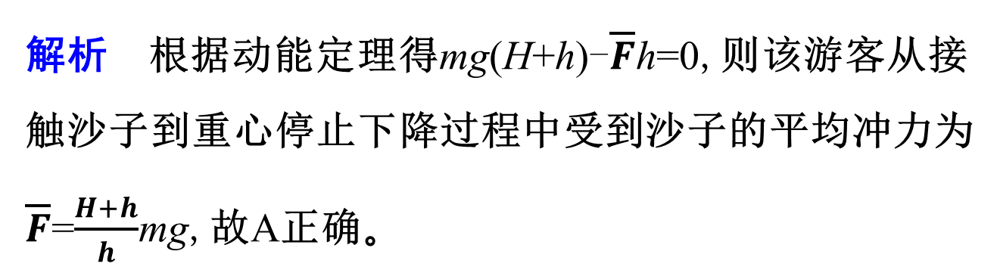 解析 根据动能定理得mg(H+h)−F̅h=0, 则该游客从接
触沙子到重心停止下降过程中受到沙子的平均冲力为
F̅=\frac{H+h}{h}mg, 故A正确。